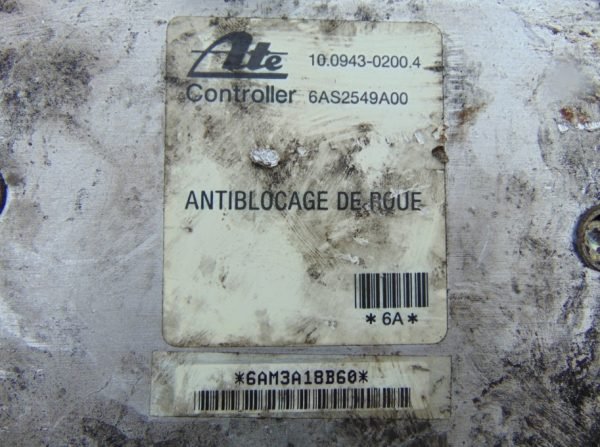 Ate 10.0943-0200.4
Controller 6AS2549A00
ANTIBLOCAGE DE ROUE
*6A*
*6AM3A18B60*